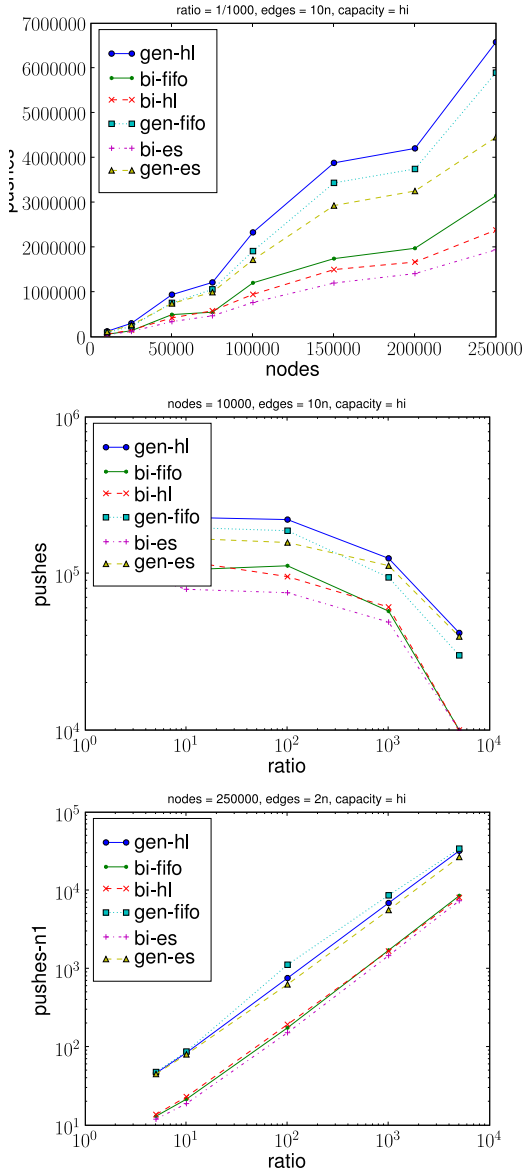 ratio = 1/1000, edges = 10n, capacity = hi
7000000
6000000
5000000
4000000
3000000
2000000
1000000
0
pushes
gen-hl
bi-fifo
bi-hl
gen-fifo
bi-es
gen-es
0 50000 100000 150000 200000 250000
nodes
nodes = 10000, edges = 10n, capacity = hi
10^6
10^5
10^4
pushes
gen-hl
bi-fifo
bi-hl
gen-fifo
bi-es
gen-es
10^0 10^1 10^2 10^3 10^4
ratio
nodes = 250000, edges = 2n, capacity = hi
10^5
10^4
10^3
10^2
10^1
pushes-n1
gen-hl
bi-fifo
bi-hl
gen-fifo
bi-es
gen-es
10^0 10^1 10^2 10^3 10^4
ratio